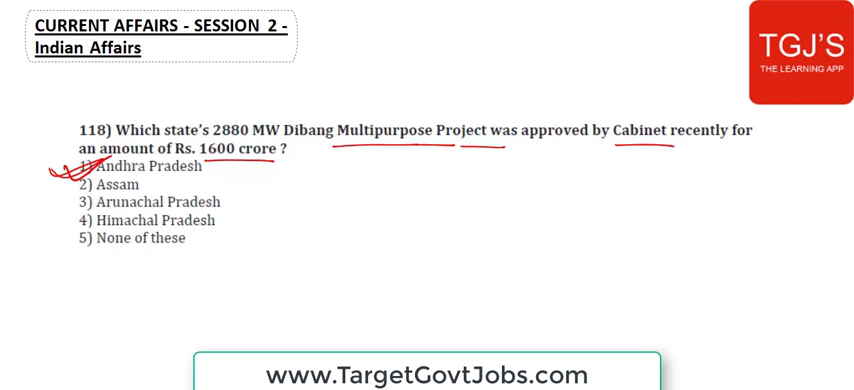 CURRENT AFFAIRS - SESSION 2 -
Indian Affairs
TGJ'S
THE LEARNING APP
118) Which state's 2880 MW Dibang Multipurpose Project was approved by Cabinet recently for
an amount of Rs. 1600 crore ?
1) Andhra Pradesh
2) Assam
3) Arunachal Pradesh
4) Himachal Pradesh
5) None of these
www.TargetGovtJobs.com